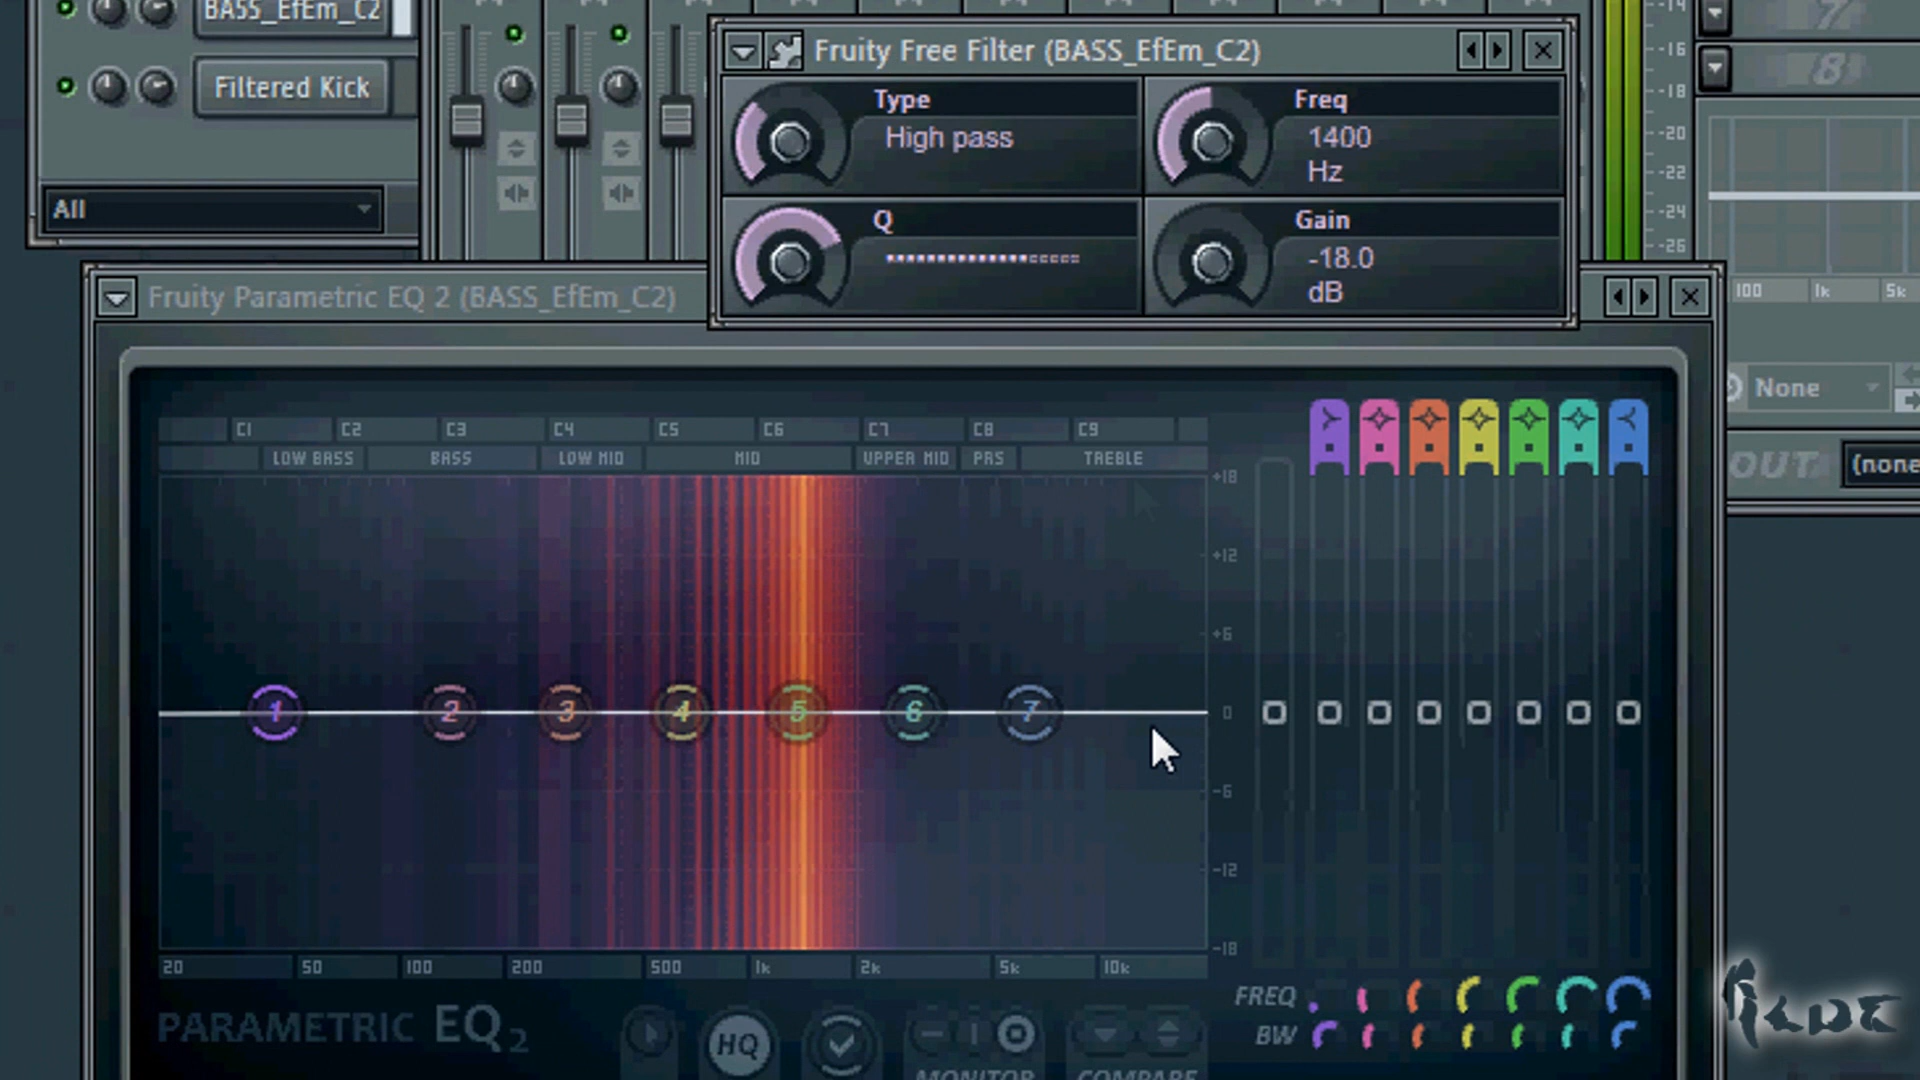 BASS_EfEm_C2
Filtered Kick
All
Fruity Free Filter (BASS_EfEm_C2)
Type
High pass
Freq
1400
Hz
Q
Gain
-18.0
dB
-14
-16
-18
-20
-22
-24
-26
7
8
100 1k 5k
None
OUT (none
Fruity Parametric EQ 2 (BASS_EfEm_C2)
C1 C2 C3 C4 C5 C6 C7 C8 C9
LOW BASS BASS LOW MID MID UPPER MID PRS TREBLE
+18
+12
+6
0
-6
-12
-18
1 2 3 4 5 6 7
20 50 100 200 500 1k 2k 5k 10k
FREQ
BW
PARAMETRIC EQ 2
HQ
MONITOR COMPARE